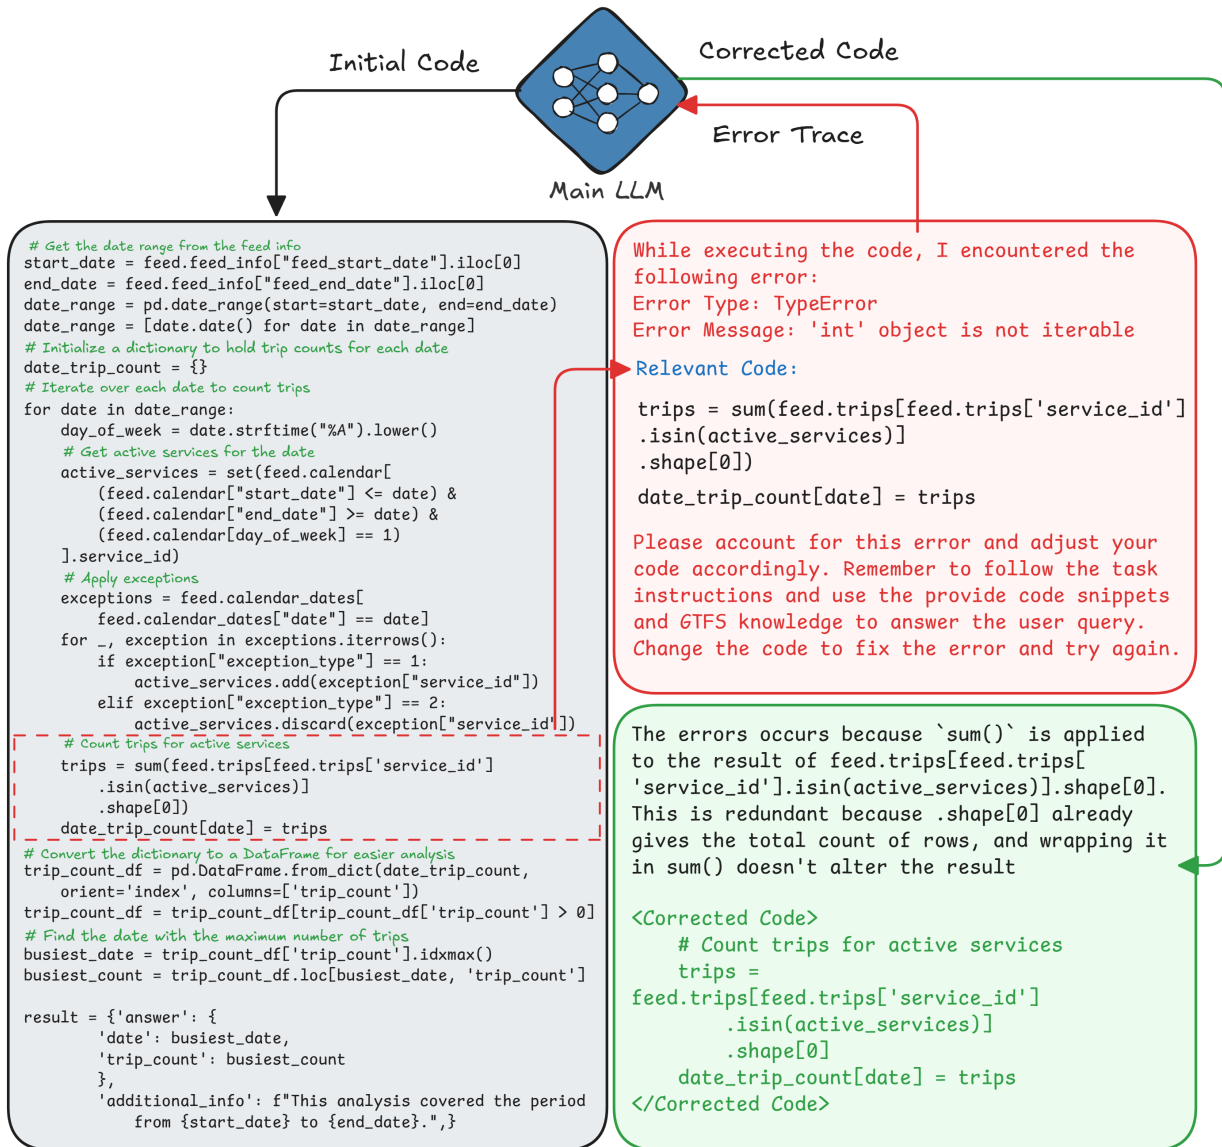 Initial Code
Corrected Code
Error Trace
Main LLM
# Get the date range from the feed info
start_date = feed.feed_info["feed_start_date"].iloc[0]
end_date = feed.feed_info["feed_end_date"].iloc[0]
date_range = pd.date_range(start=start_date, end=end_date)
date_range = [date.date() for date in date_range]
# Initialize a dictionary to hold trip counts for each date
date_trip_count = {}
# Iterate over each date to count trips
for date in date_range:
    day_of_week = date.strftime("%A").lower()
    # Get active services for the date
    active_services = set(feed.calendar[
        (feed.calendar["start_date"] <= date) &
        (feed.calendar["end_date"] >= date) &
        (feed.calendar[day_of_week] == 1)
    ].service_id)
    # Apply exceptions
    exceptions = feed.calendar_dates[
        feed.calendar_dates["date"] == date]
    for _, exception in exceptions.iterrows():
        if exception["exception_type"] == 1:
            active_services.add(exception["service_id"])
        elif exception["exception_type"] == 2:
            active_services.discard(exception["service_id"])
    # Count trips for active services
    trips = sum(feed.trips[feed.trips['service_id']
        .isin(active_services)]
        .shape[0])
    date_trip_count[date] = trips
# Convert the dictionary to a DataFrame for easier analysis
trip_count_df = pd.DataFrame.from_dict(date_trip_count,
    orient='index', columns=['trip_count'])
trip_count_df = trip_count_df[trip_count_df['trip_count'] > 0]
# Find the date with the maximum number of trips
busiest_date = trip_count_df['trip_count'].idxmax()
busiest_count = trip_count_df.loc[busiest_date, 'trip_count']
result = {'answer': {
        'date': busiest_date,
        'trip_count': busiest_count
        },
        'additional_info': f"This analysis covered the period
            from {start_date} to {end_date}.",}
While executing the code, I encountered the
following error:
Error Type: TypeError
Error Message: 'int' object is not iterable
Relevant Code:
trips = sum(feed.trips[feed.trips['service_id']
.isin(active_services)]
.shape[0])
date_trip_count[date] = trips
Please account for this error and adjust your
code accordingly. Remember to follow the task
instructions and use the provide code snippets
and GTFS knowledge to answer the user query.
Change the code to fix the error and try again.
The errors occurs because `sum()` is applied
to the result of feed.trips[feed.trips[
'service_id'].isin(active_services)].shape[0].
This is redundant because .shape[0] already
gives the total count of rows, and wrapping it
in sum() doesn't alter the result
<Corrected Code>
    # Count trips for active services
    trips =
feed.trips[feed.trips['service_id']
        .isin(active_services)]
        .shape[0]
    date_trip_count[date] = trips
</Corrected Code>